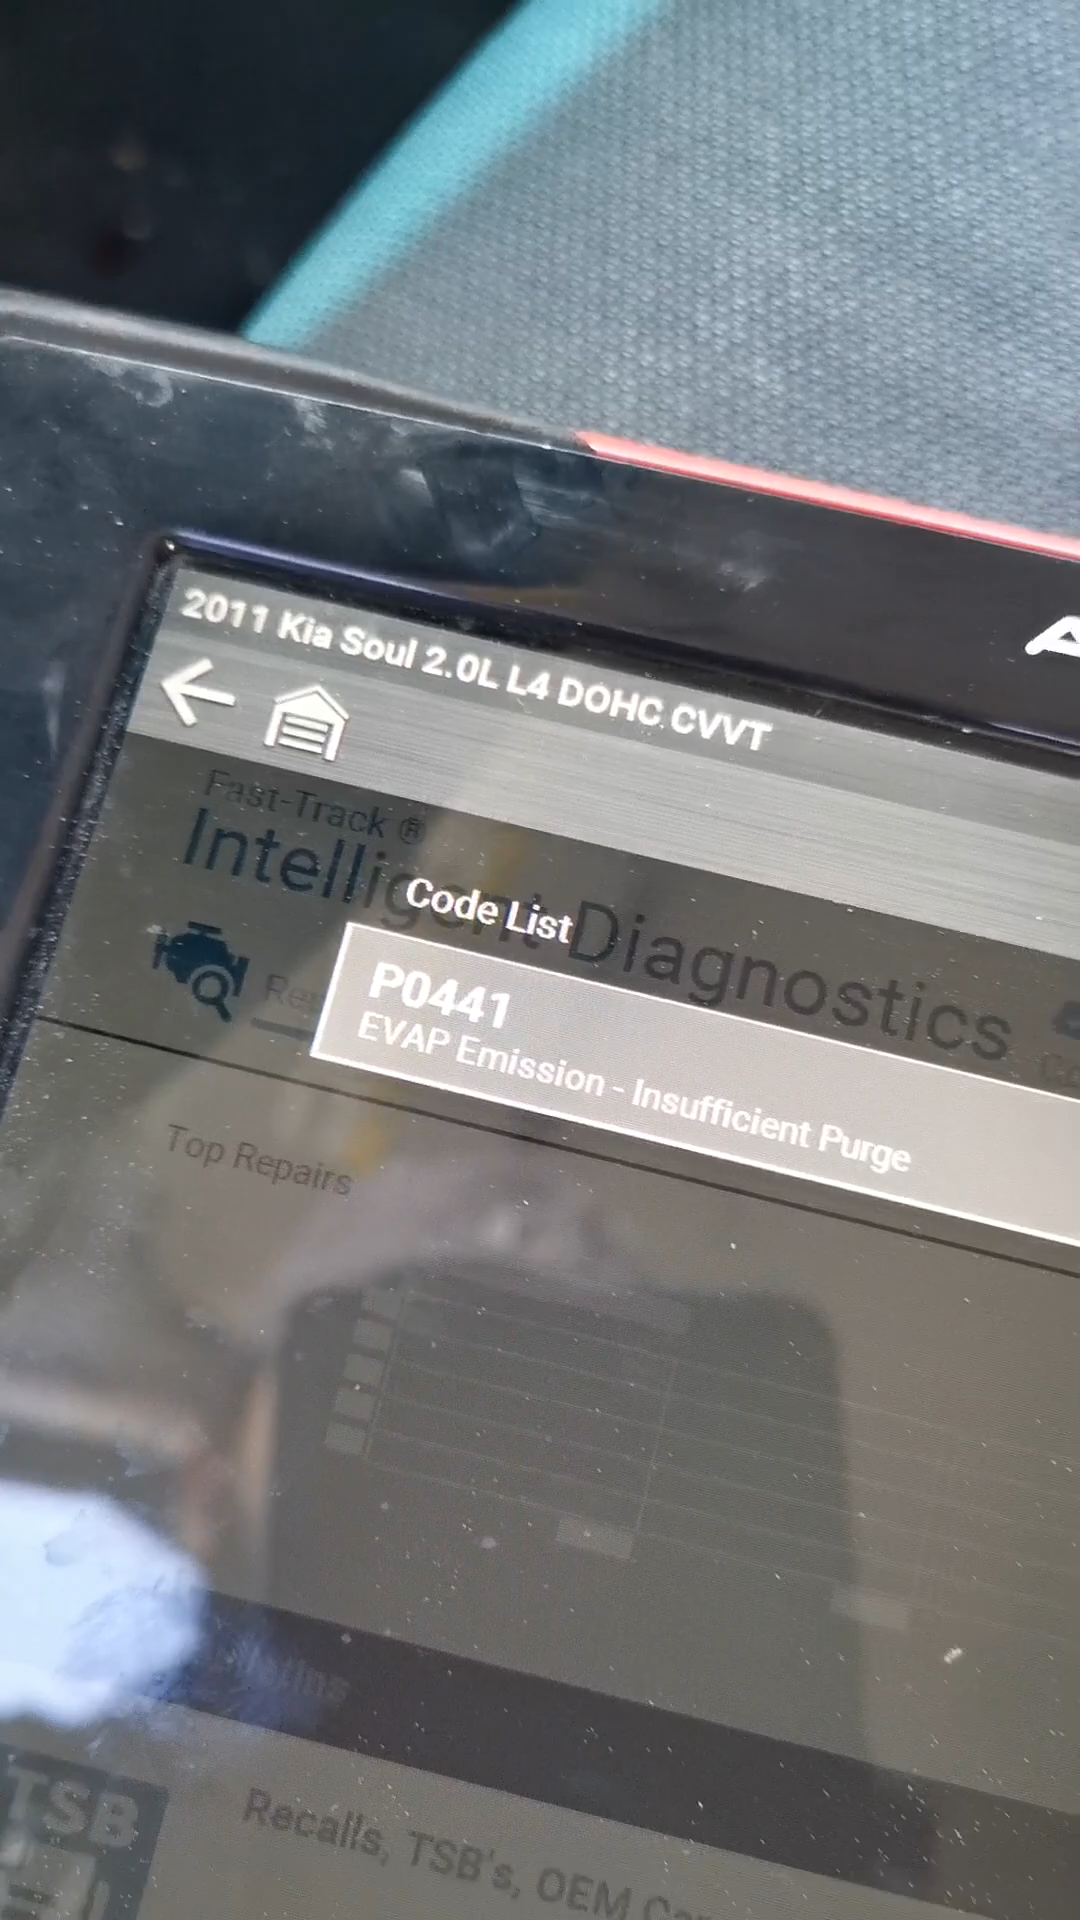 2011 Kia Soul 2.0L L4 DOHC CVVT
Fast-Track ®
Intelligent Diagnostics
Code List
P0441
EVAP Emission - Insufficient Purge
Top Repairs
TSB
Recalls, TSB's, OEM